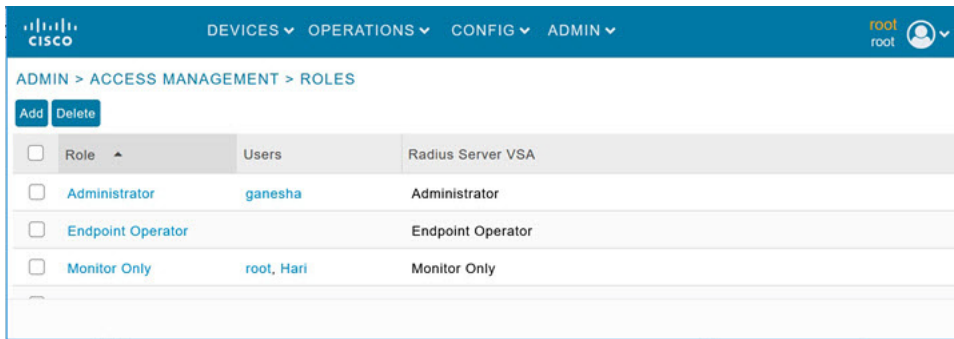 CISCO DEVICES OPERATIONS CONFIG ADMIN root
root
ADMIN > ACCESS MANAGEMENT > ROLES
Add Delete
Role Users Radius Server VSA
Administrator ganesha Administrator
Endpoint Operator Endpoint Operator
Monitor Only root, Hari Monitor Only